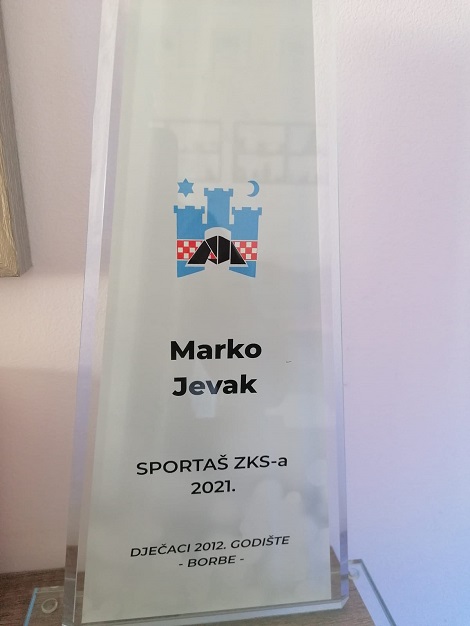 Marko
Jevak
SPORTAŠ ZKS-a
2021.
DJEČACI 2012. GODIŠTE
- BORBE -